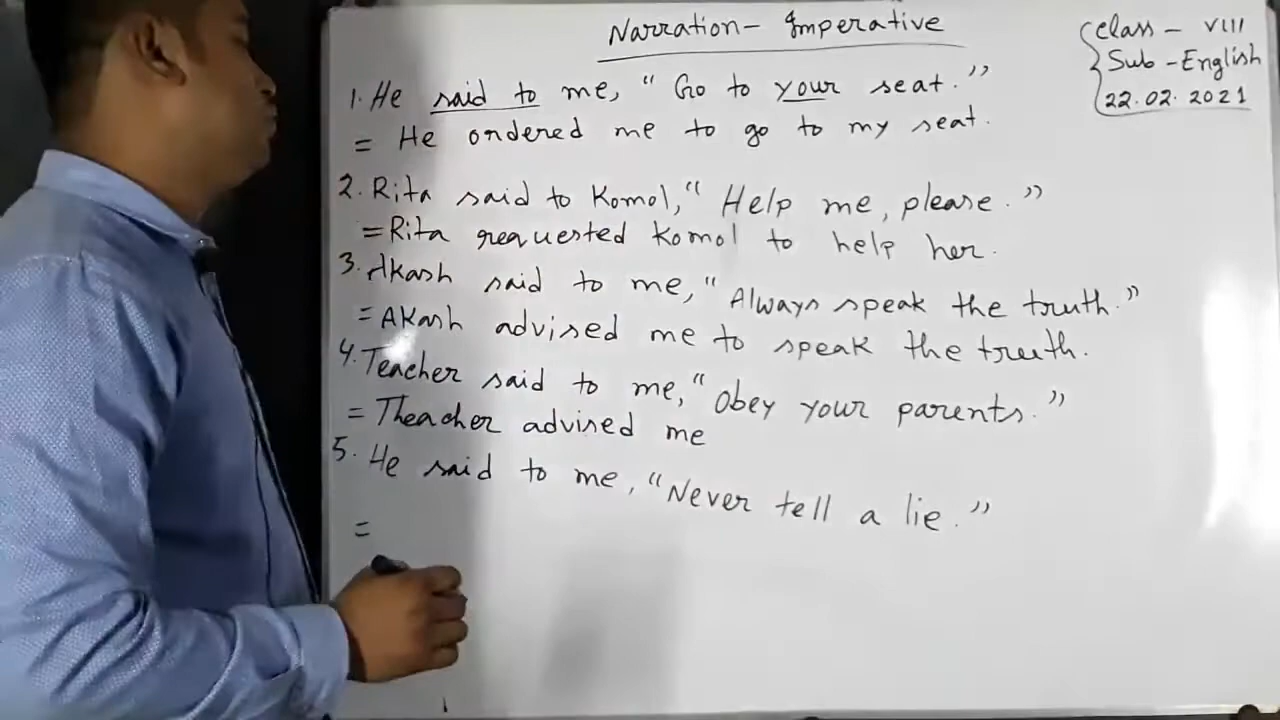 Narration- Imperative
Class - VIII
Sub - English
22.02.2021
1. He said to me, "Go to your seat."
= He ordered me to go to my seat.
2. Rita said to Komol, "Help me, please."
= Rita requested Komol to help her.
3. Akash said to me, "Always speak the truth."
= Akash advised me to speak the truth.
4. Teacher said to me, "Obey your parents."
= Theacher advised me
5. He said to me, "Never tell a lie."
=